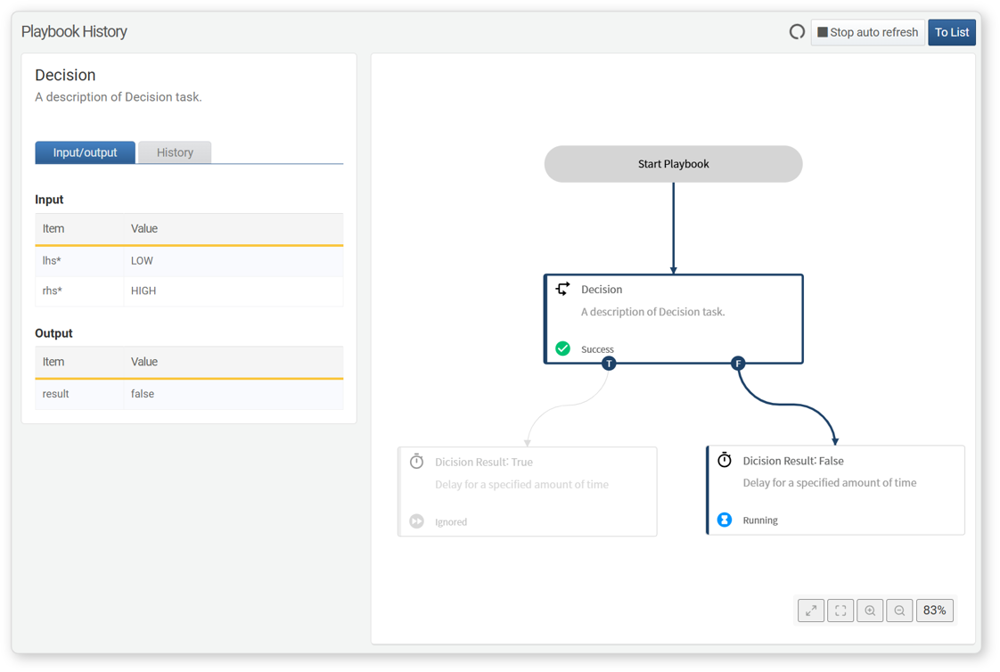 Playbook History
Stop auto refresh
To List
Decision
A description of Decision task.
Input/output
History
Input
Item Value
lhs* LOW
rhs* HIGH
Output
Item Value
result false
Start Playbook
Decision
A description of Decision task.
Success
T
F
Dicision Result: True
Delay for a specified amount of time
Ignored
Dicision Result: False
Delay for a specified amount of time
Running
83%